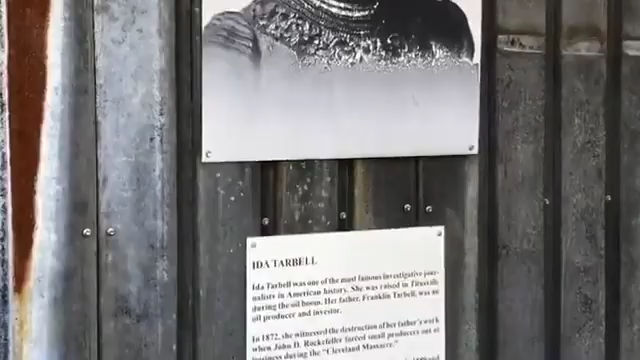 IDA TARBELL
Ida Tarbell was one of the most famous investigative jour-
nalists in American history. She was raised in Titusville
during the oil boom. Her father, Franklin Tarbell, was an
oil producer and investor.
In 1872, she witnessed the destruction of her father's work
when John D. Rockefeller forced small producers out of
business during the "Cleveland Massacre."